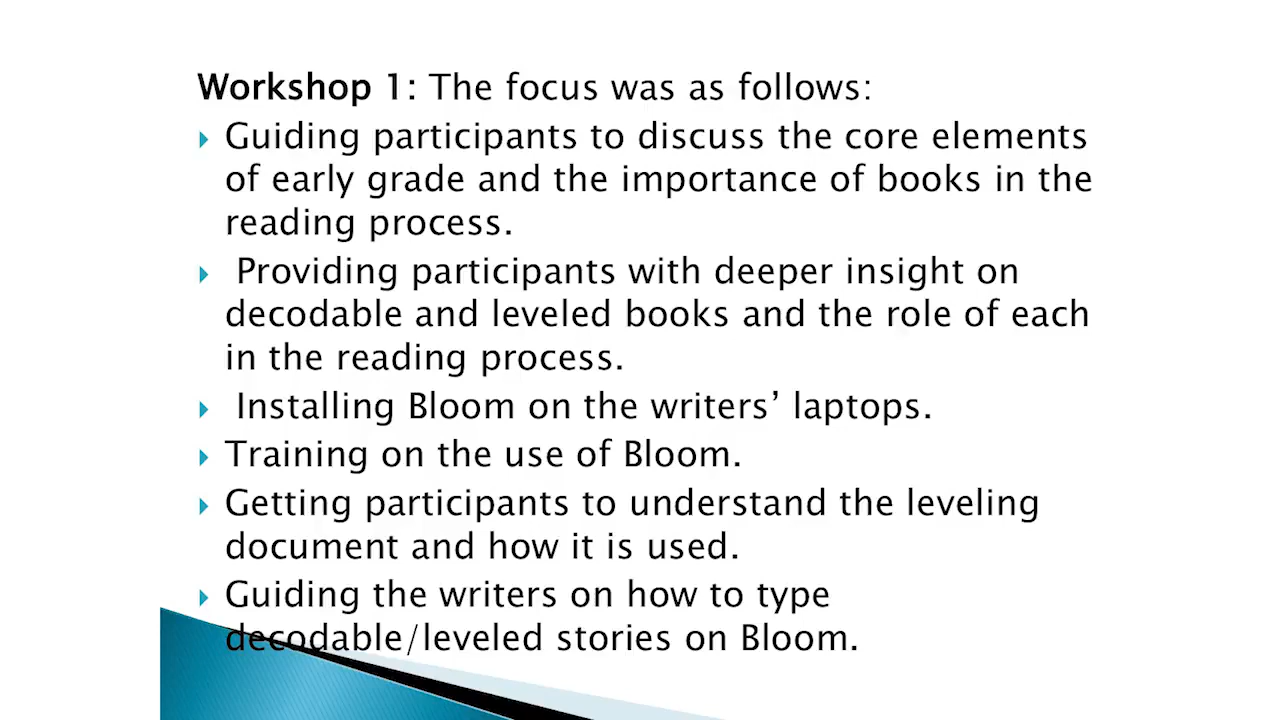 Workshop 1: The focus was as follows:
Guiding participants to discuss the core elements
of early grade and the importance of books in the
reading process.
Providing participants with deeper insight on
decodable and leveled books and the role of each
in the reading process.
Installing Bloom on the writers’ laptops.
Training on the use of Bloom.
Getting participants to understand the leveling
document and how it is used.
Guiding the writers on how to type
decodable/leveled stories on Bloom.